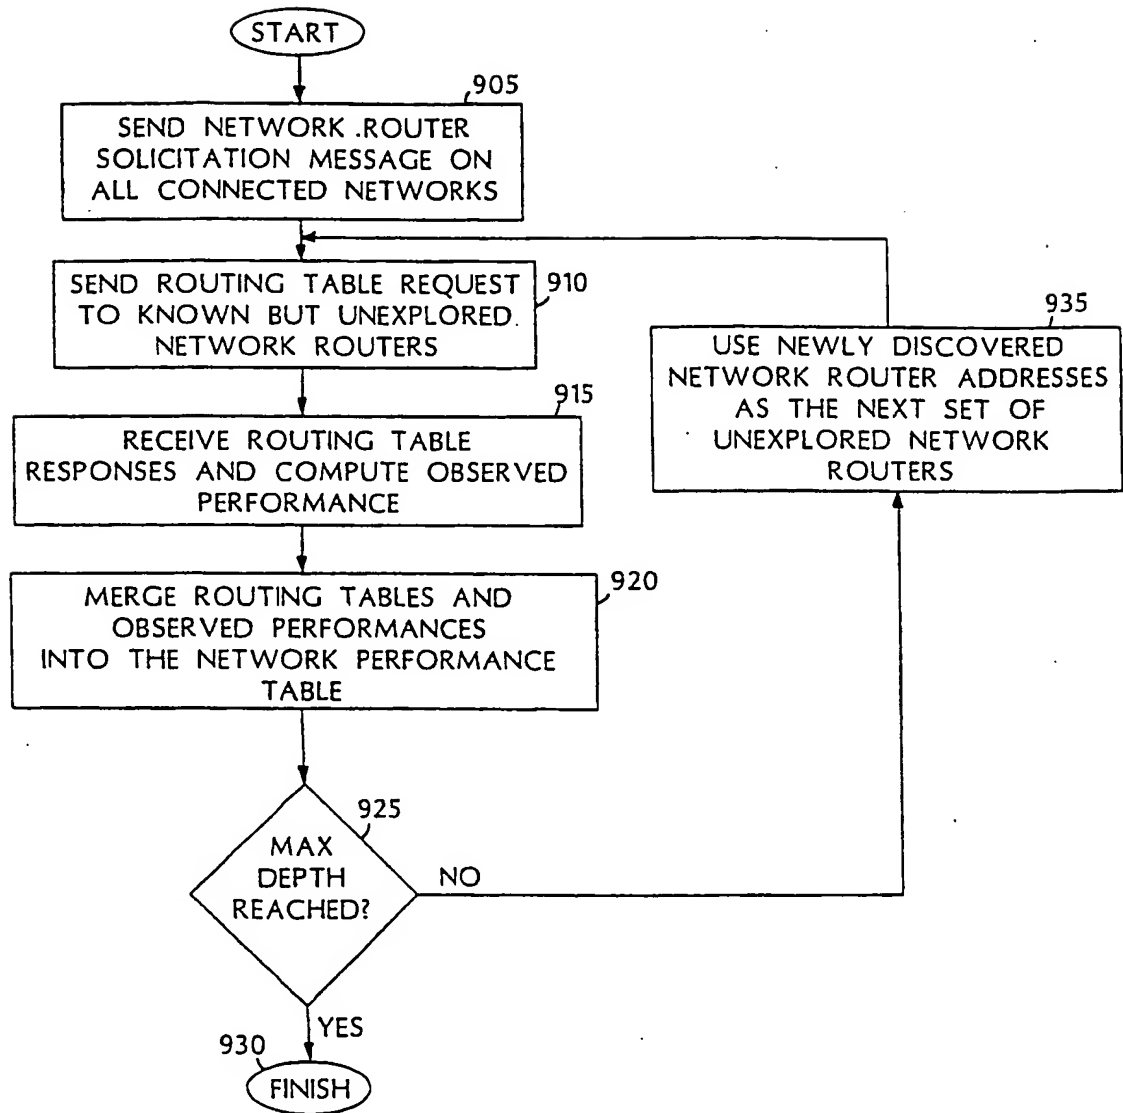 START
905
SEND NETWORK .ROUTER
SOLICITATION MESSAGE ON
ALL CONNECTED NETWORKS
910
SEND ROUTING TABLE REQUEST
TO KNOWN BUT UNEXPLORED.
NETWORK ROUTERS
935
USE NEWLY DISCOVERED
NETWORK ROUTER ADDRESSES
AS THE NEXT SET OF
UNEXPLORED NETWORK
ROUTERS
915
RECEIVE ROUTING TABLE
RESPONSES AND COMPUTE OBSERVED
PERFORMANCE
920
MERGE ROUTING TABLES AND
OBSERVED PERFORMANCES
INTO THE NETWORK PERFORMANCE
TABLE
925
MAX
DEPTH
REACHED?
NO
YES
930
FINISH